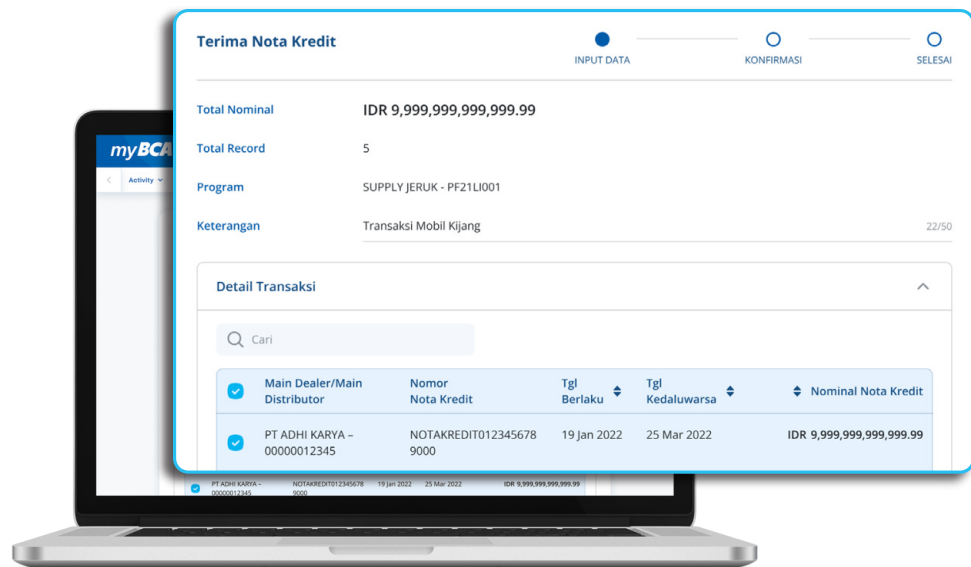 Terima Nota Kredit
INPUT DATA
KONFIRMASI
SELESAI
Total Nominal IDR 9,999,999,999,999.99
Total Record 5
Program SUPPLY JERUK - PF21LI001
Keterangan Transaksi Mobil Kijang 22/50
Detail Transaksi
Cari
Main Dealer/Main Distributor
Nomor Nota Kredit
Tgl Berlaku
Tgl Kedaluwarsa
Nominal Nota Kredit
PT ADHI KARYA – 00000012345
NOTAKREDIT012345678 9000
19 Jan 2022
25 Mar 2022
IDR 9,999,999,999,999.99
myBCA
Activity
PT ADHI KARYA – 00000012345
NOTAKREDIT012345678 9000
19 Jan 2022
25 Mar 2022
IDR 9,999,999,999,999.99